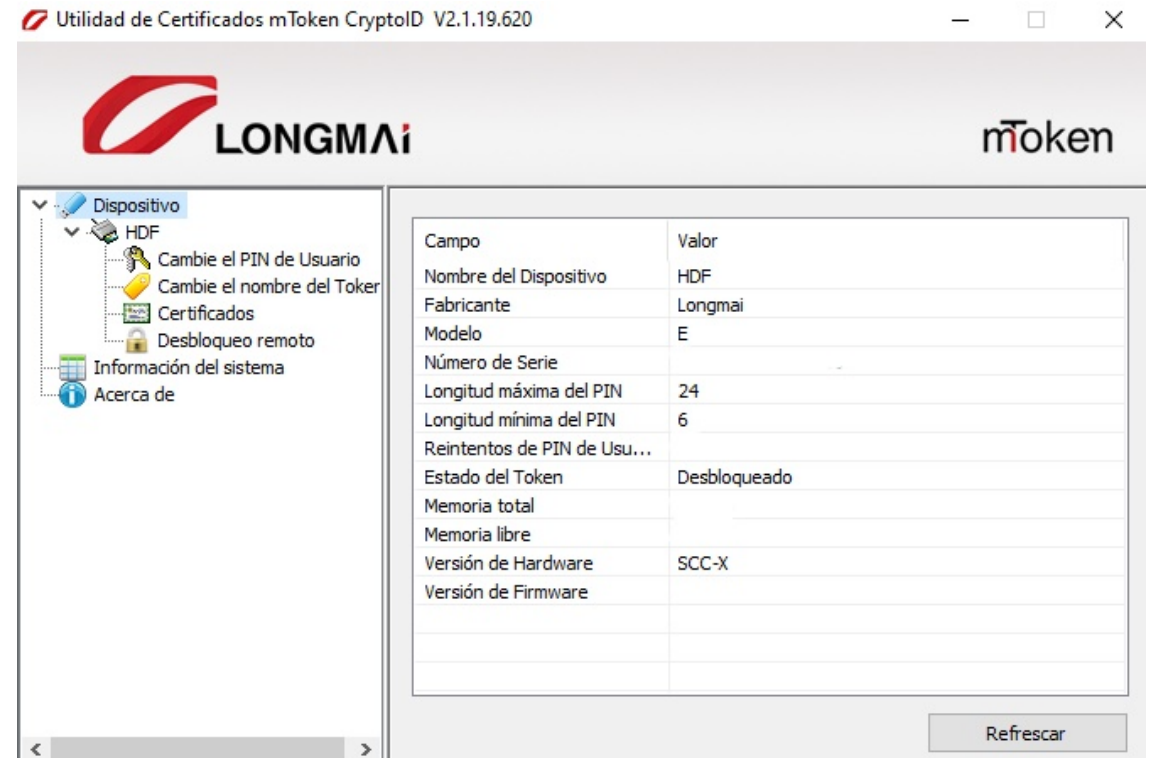 Utilidad de Certificados mToken CryptoID V2.1.19.620
LONGMAi
mToken
Dispositivo
HDF
Cambie el PIN de Usuario
Cambie el nombre del Toker
Certificados
Desbloqueo remoto
Información del sistema
Acerca de
Campo Valor
Nombre del Dispositivo HDF
Fabricante Longmai
Modelo E
Número de Serie
Longitud máxima del PIN 24
Longitud mínima del PIN 6
Reintentos de PIN de Usu...
Estado del Token Desbloqueado
Memoria total
Memoria libre
Versión de Hardware SCC-X
Versión de Firmware
Refrescar